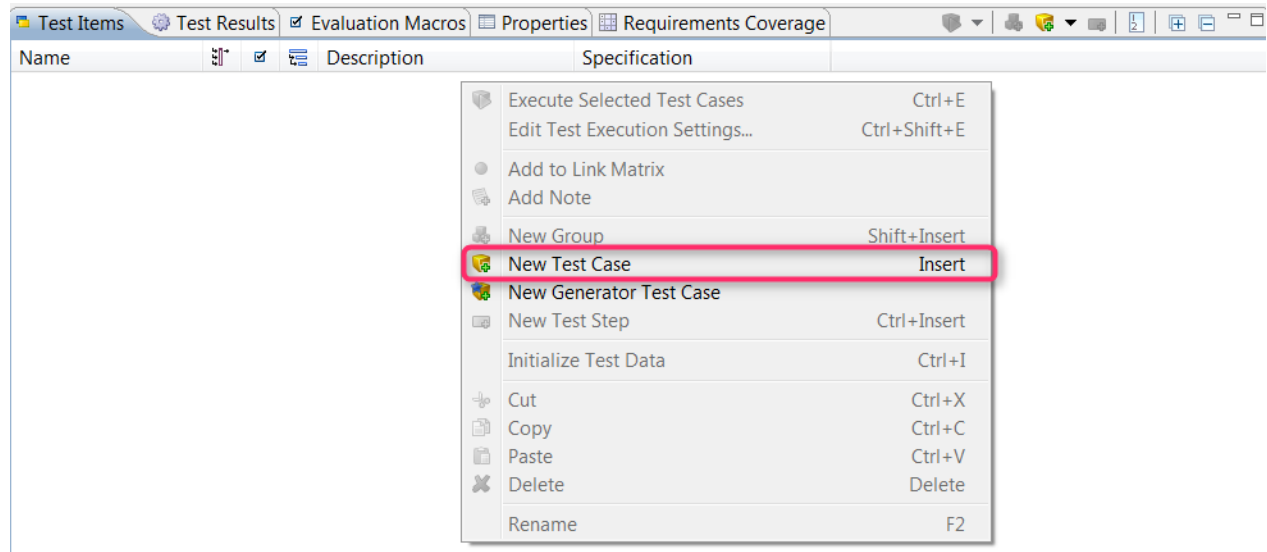 Test Items Test Results Evaluation Macros Properties Requirements Coverage
Name Description Specification
Execute Selected Test Cases Ctrl+E
Edit Test Execution Settings... Ctrl+Shift+E
Add to Link Matrix
Add Note
New Group Shift+Insert
New Test Case Insert
New Generator Test Case
New Test Step Ctrl+Insert
Initialize Test Data Ctrl+I
Cut Ctrl+X
Copy Ctrl+C
Paste Ctrl+V
Delete Delete
Rename F2